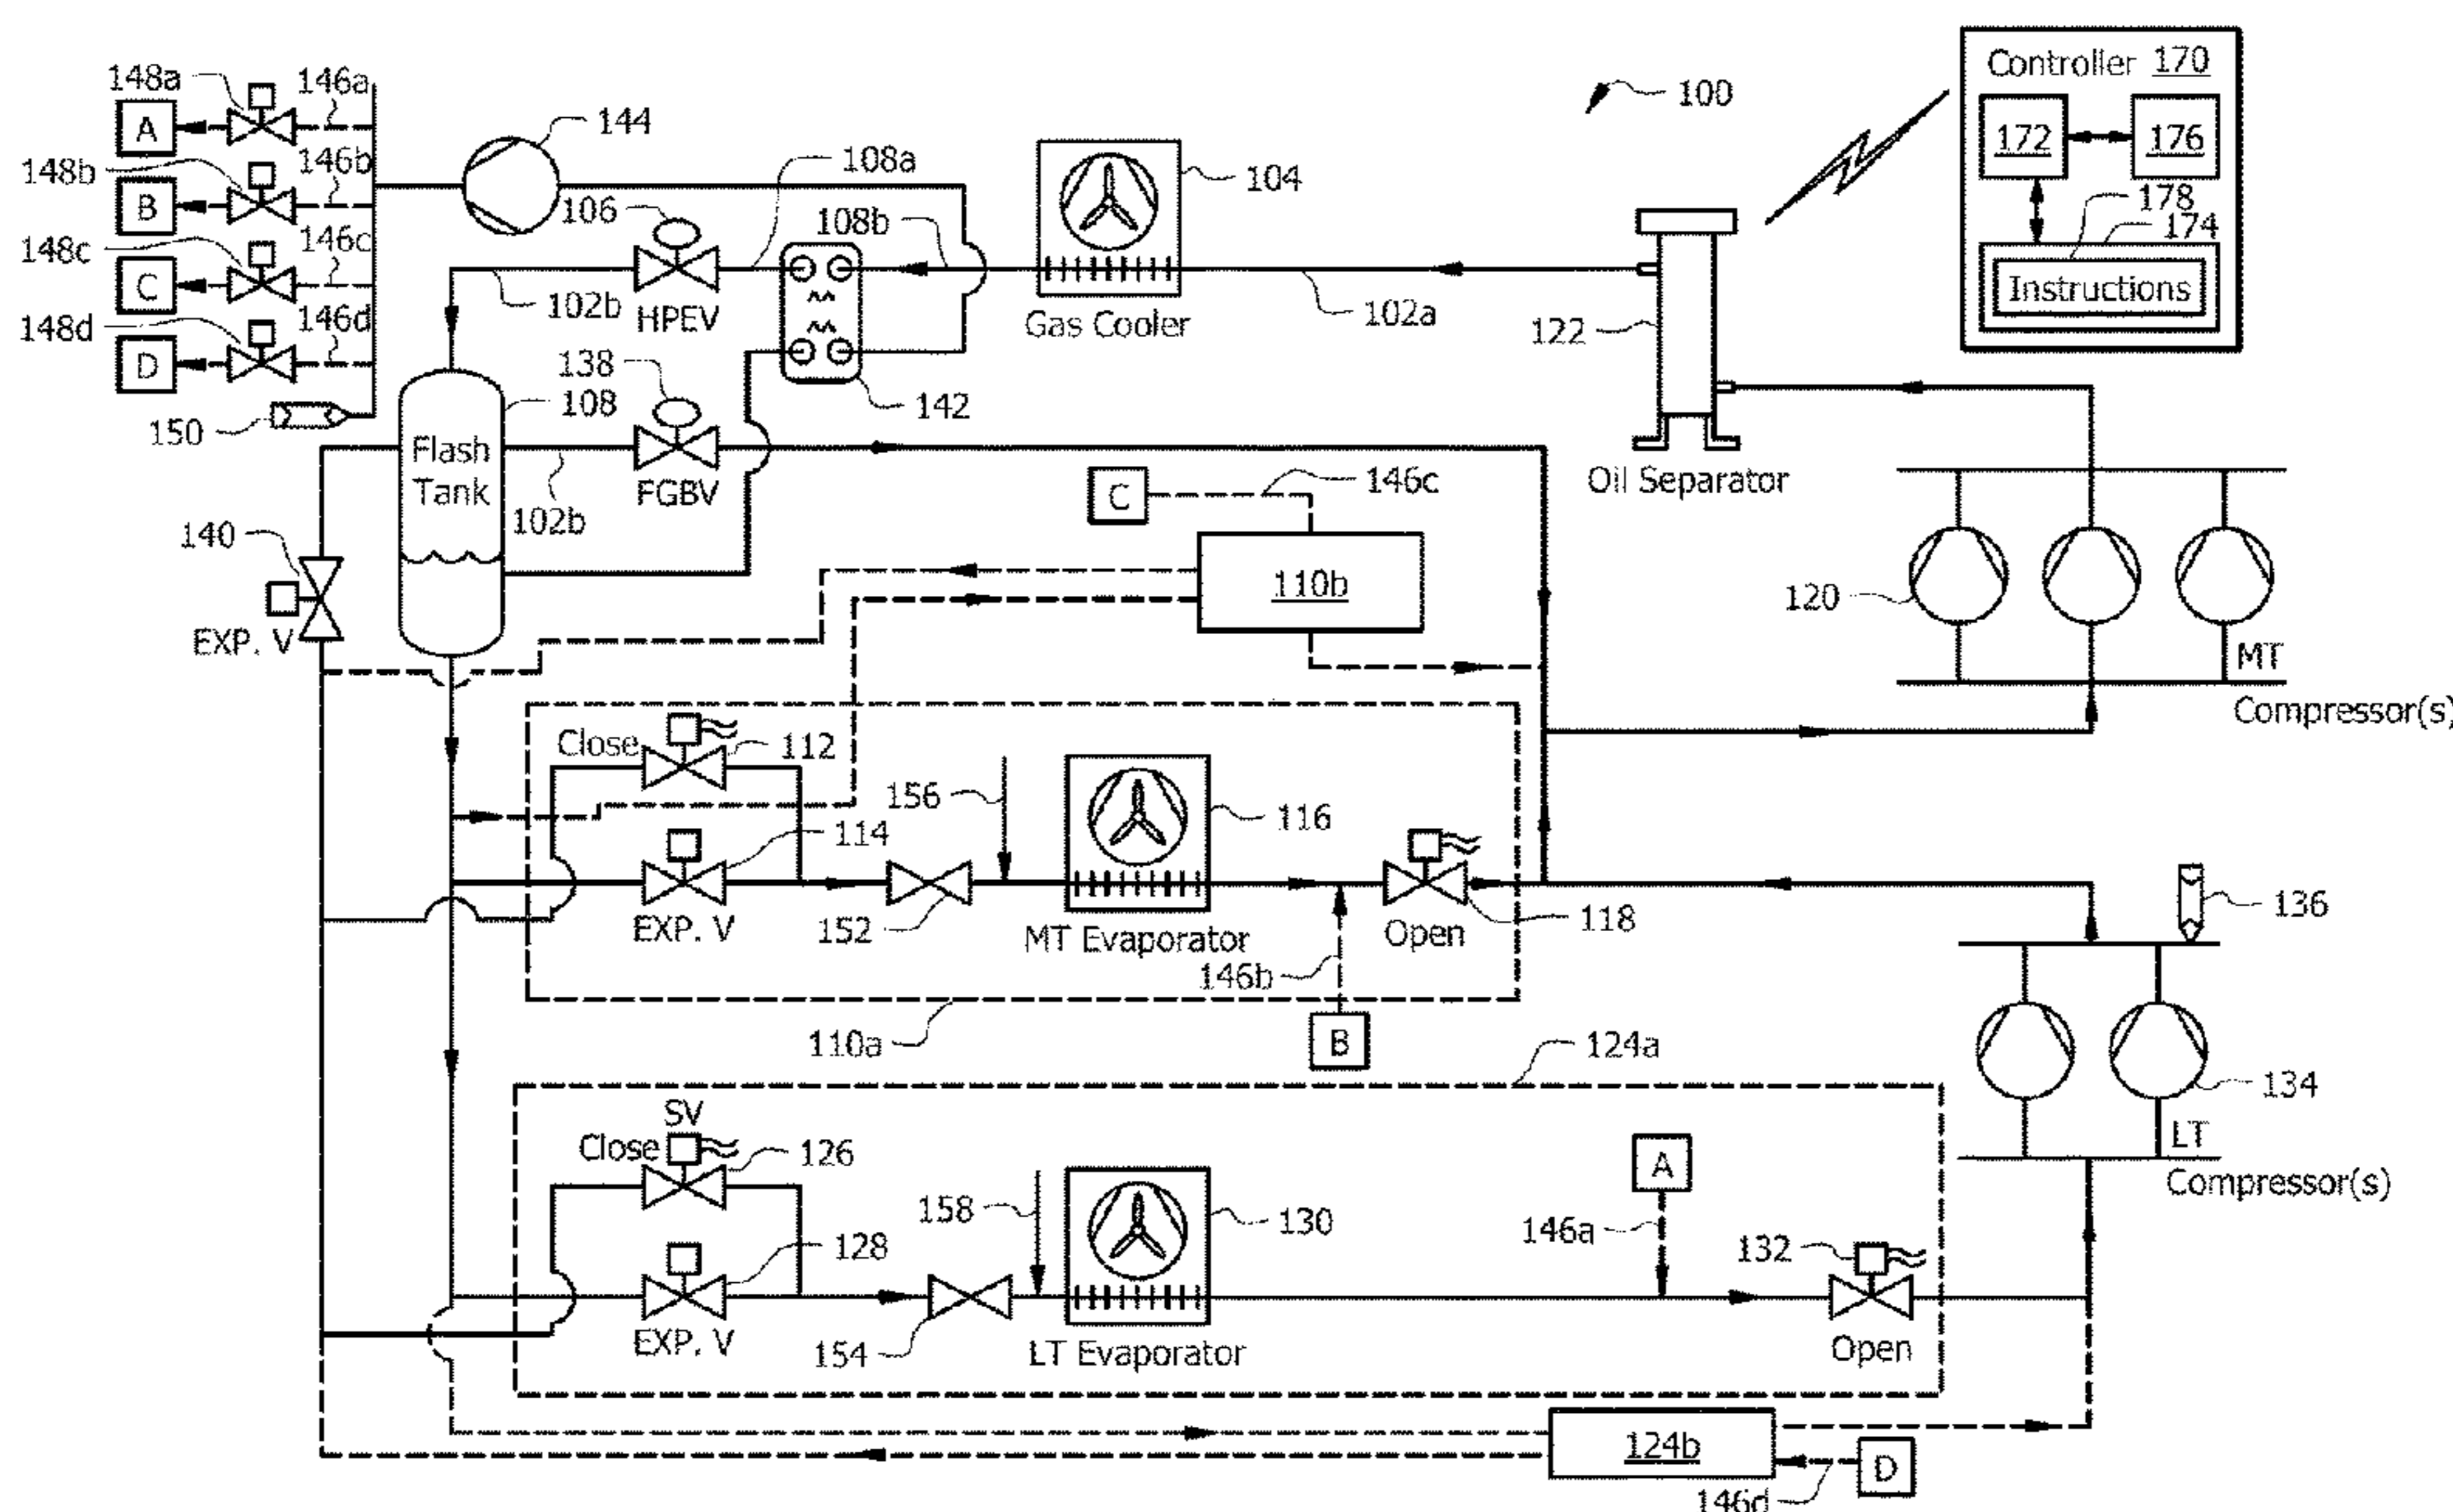 148a
146a
A
144
100
Controller 170
172
176
148b
146b
B
108a
104
106
108b
178
174
Instructions
148c
146c
C
102b
HPEV
Gas Cooler
102a
122
148d
146d
D
138
108
142
150
Flash
Tank
FGBV
102b
C
146c
Oil Separator
140
EXP. V
110b
120
MT
Compressor(s)
Close
112
156
116
114
EXP. V
152
MT Evaporator
Open
118
136
146b
B
110a
124a
134
LT
Compressor(s)
SV
Close
126
A
158
130
146a
132
128
EXP. V
154
LT Evaporator
Open
124b
D
146d